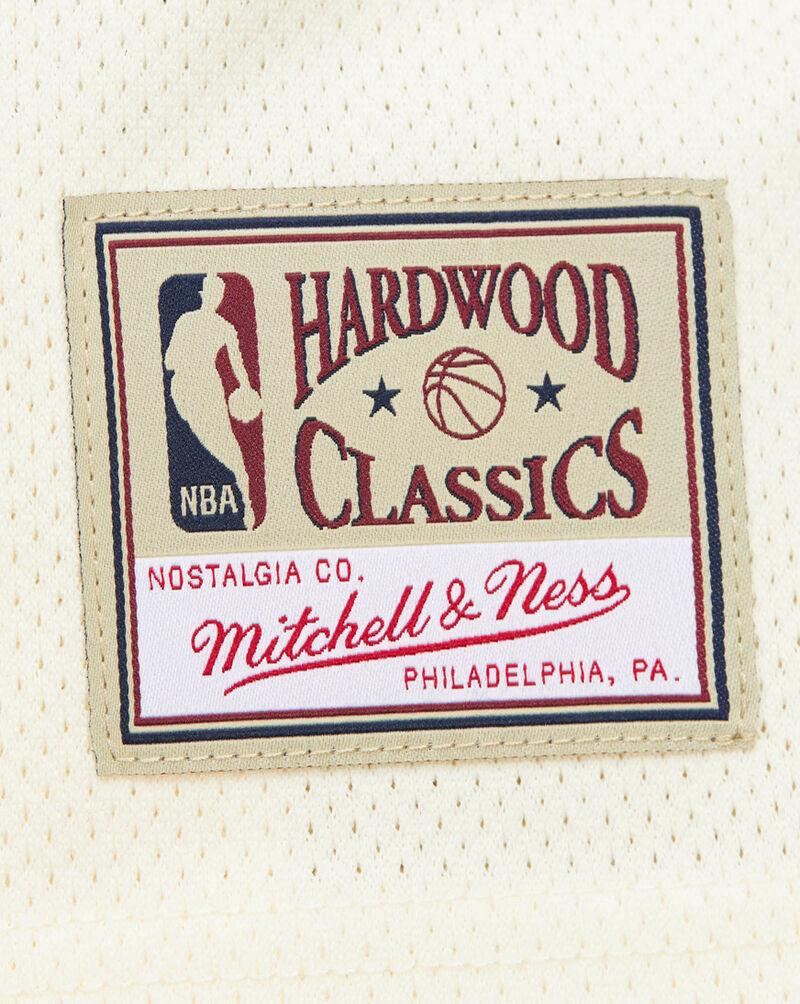 HARDWOOD
CLASSICS
NBA
NOSTALGIA CO.
Mitchell & Ness
PHILADELPHIA, PA.